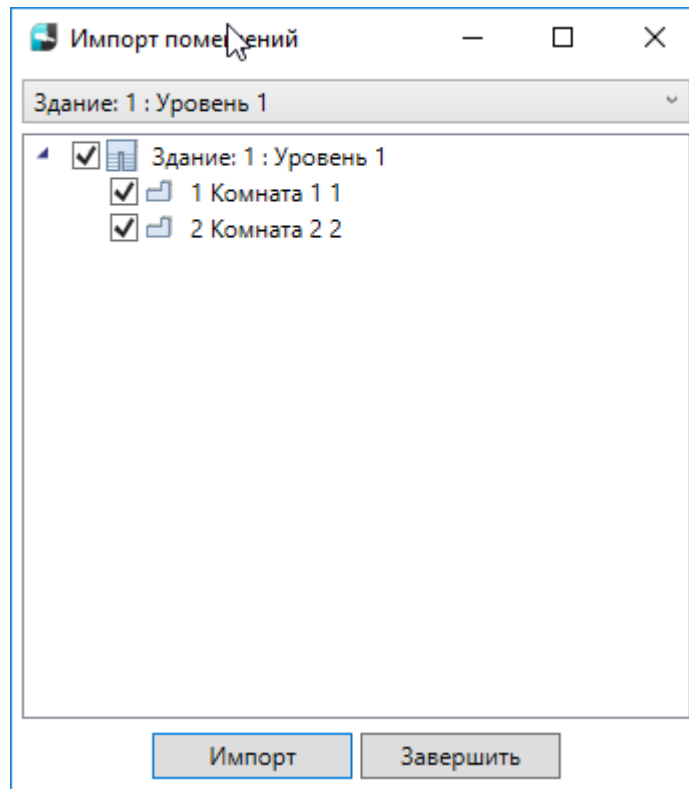 Импорт помещений
Здание: 1 : Уровень 1
Здание: 1 : Уровень 1
1 Комната 1 1
2 Комната 2 2
Импорт
Завершить